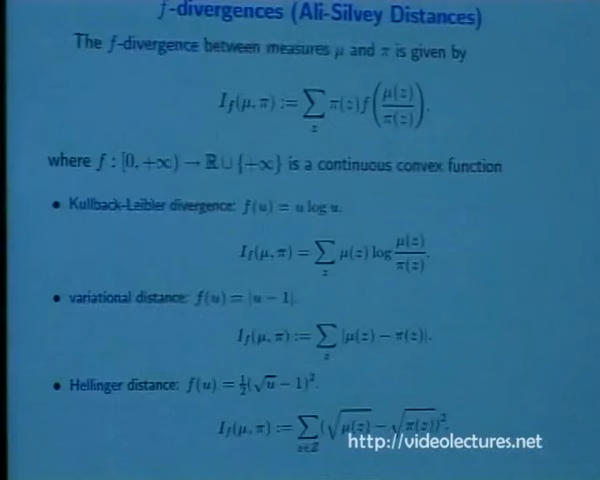 f-divergences (Ali-Silvey Distances)
The f-divergence between measures μ and π is given by
I_f(μ, π) := ∑_z π(z) f(μ(z)/π(z)).
where f : [0, +∞) → ℝ ∪ {+∞} is a continuous convex function
• Kullback-Leibler divergence: f(u) = u log u.
I_f(μ, π) = ∑_z μ(z) log μ(z)/π(z).
• variational distance: f(u) = |u − 1|.
I_f(μ, π) := ∑_z |μ(z) − π(z)|.
• Hellinger distance: f(u) = ½(√u − 1)².
I_f(μ, π) := ∑_{z∈Z} (√μ(z) − √π(z))².
http://videolectures.net